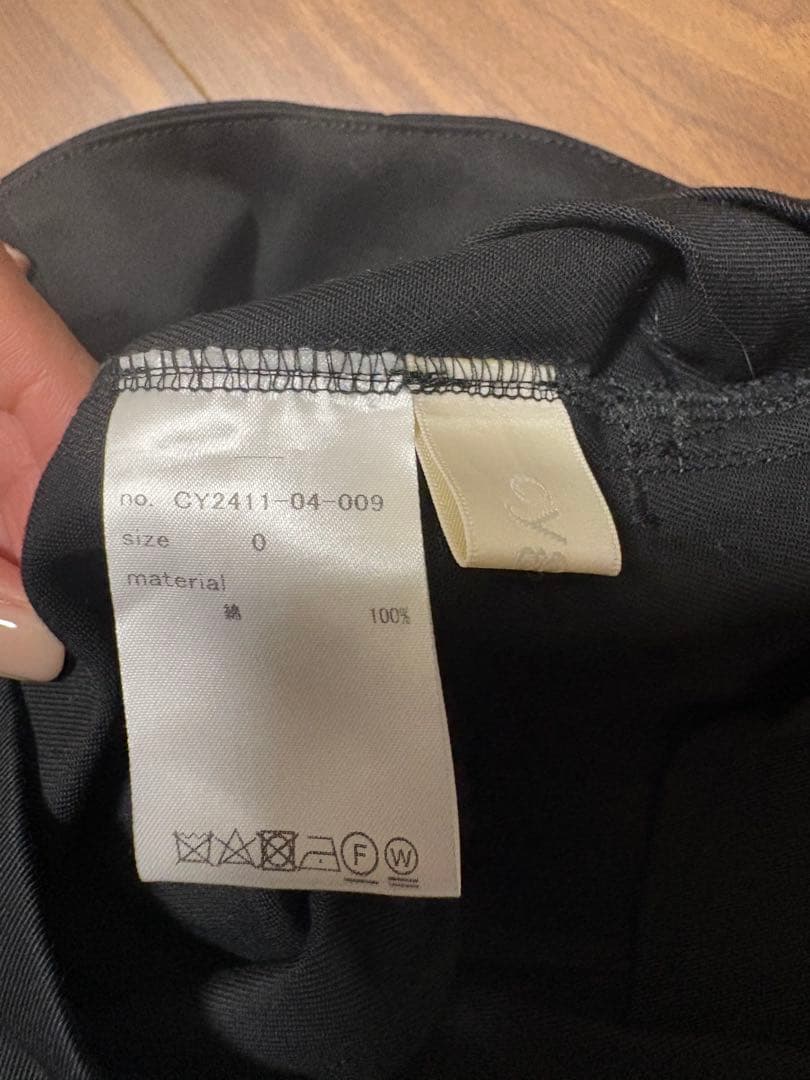 no. CY2411-04-009
size 0
material
綿 100%
F W